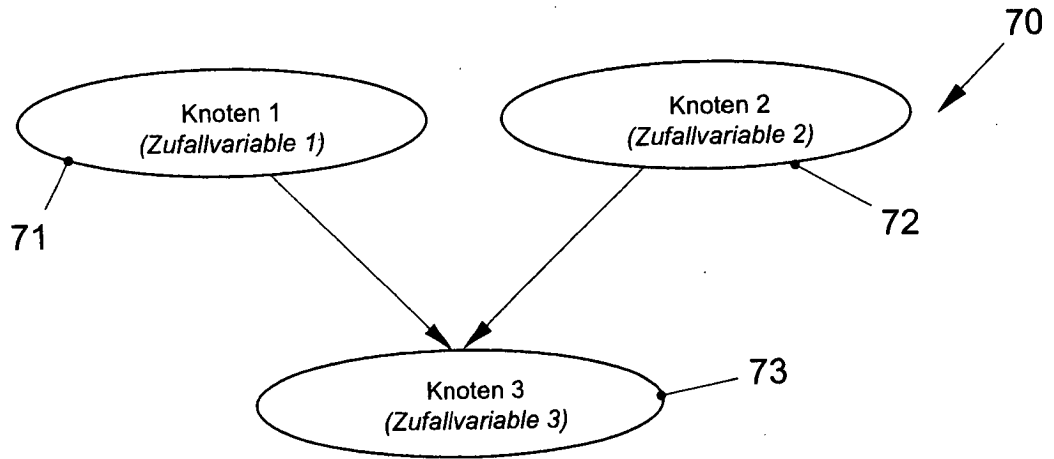 70
Knoten 1
(Zufallvariable 1)
Knoten 2
(Zufallvariable 2)
71
72
Knoten 3
(Zufallvariable 3)
73